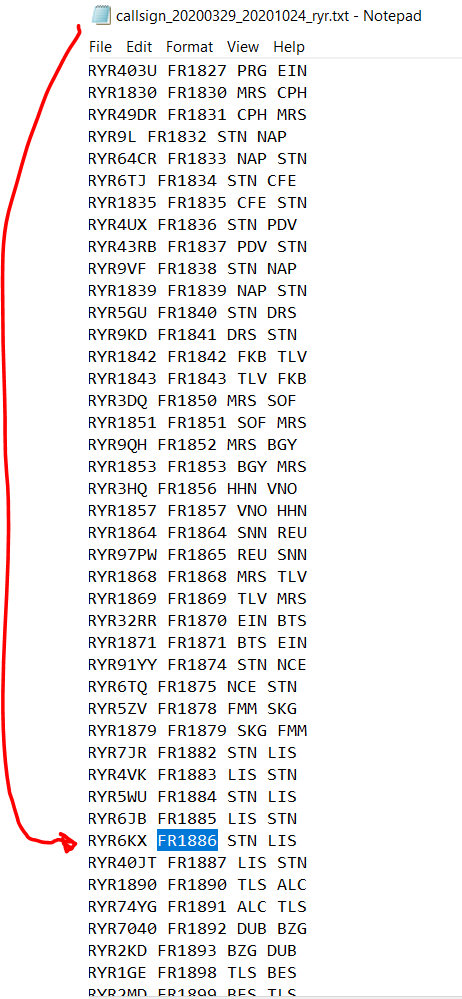 callsign_20200329_20201024_ryr.txt - Notepad
File Edit Format View Help
RYR403U FR1827 PRG EIN
RYR1830 FR1830 MRS CPH
RYR49DR FR1831 CPH MRS
RYR9L FR1832 STN NAP
RYR64CR FR1833 NAP STN
RYR6TJ FR1834 STN CFE
RYR1835 FR1835 CFE STN
RYR4UX FR1836 STN PDV
RYR43RB FR1837 PDV STN
RYR9VF FR1838 STN NAP
RYR1839 FR1839 NAP STN
RYR5GU FR1840 STN DRS
RYR9KD FR1841 DRS STN
RYR1842 FR1842 FKB TLV
RYR1843 FR1843 TLV FKB
RYR3DQ FR1850 MRS SOF
RYR1851 FR1851 SOF MRS
RYR9QH FR1852 MRS BGY
RYR1853 FR1853 BGY MRS
RYR3HQ FR1856 HHN VNO
RYR1857 FR1857 VNO HHN
RYR1864 FR1864 SNN REU
RYR97PW FR1865 REU SNN
RYR1868 FR1868 MRS TLV
RYR1869 FR1869 TLV MRS
RYR32RR FR1870 EIN BTS
RYR1871 FR1871 BTS EIN
RYR91YY FR1874 STN NCE
RYR6TQ FR1875 NCE STN
RYR5ZV FR1878 FMM SKG
RYR1879 FR1879 SKG FMM
RYR7JR FR1882 STN LIS
RYR4VK FR1883 LIS STN
RYR5WU FR1884 STN LIS
RYR6JB FR1885 LIS STN
RYR6KX FR1886 STN LIS
RYR40JT FR1887 LIS STN
RYR1890 FR1890 TLS ALC
RYR74YG FR1891 ALC TLS
RYR7040 FR1892 DUB BZG
RYR2KD FR1893 BZG DUB
RYR1GE FR1898 TLS BES
RYR2MD FR1899 BES TLS